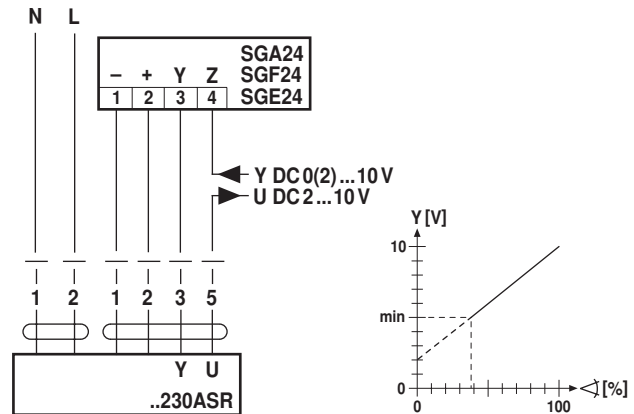 N L
SGA24
– + Y Z SGF24
1 2 3 4 SGE24
Y DC 0(2)...10 V
U DC 2...10 V
1 2 1 2 3 5
Y U
..230ASR
Y [V]
10
min
0
0 100 [%]